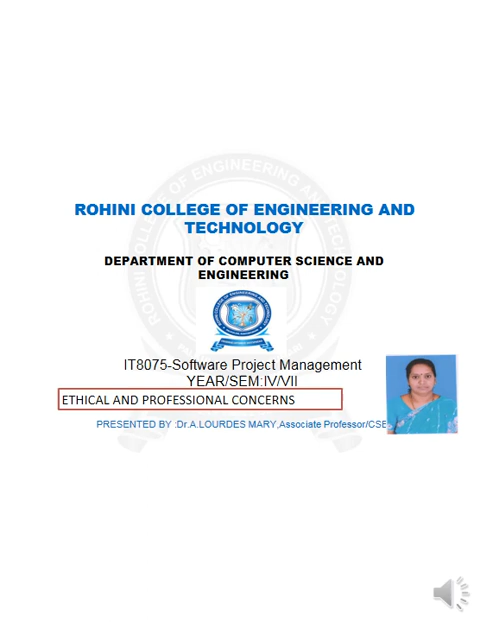 ROHINI COLLEGE OF ENGINEERING AND
TECHNOLOGY
DEPARTMENT OF COMPUTER SCIENCE AND
ENGINEERING
IT8075-Software Project Management
YEAR/SEM:IV/VII
ETHICAL AND PROFESSIONAL CONCERNS
PRESENTED BY :Dr.A.LOURDES MARY,Associate Professor/CSE